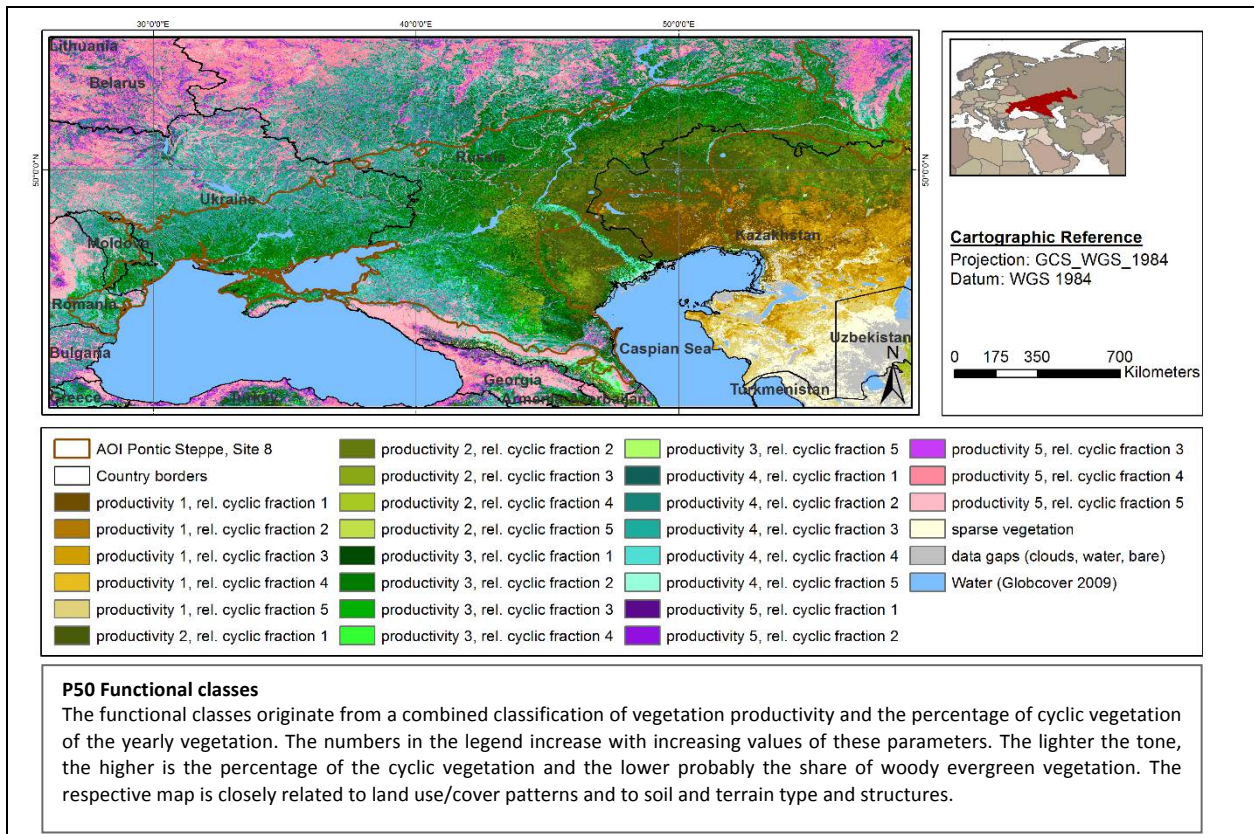 30°0'0"E 40°0'0"E 50°0'0"E
Lithuania
Belarus
Russia
50°0'0"N
50°0'0"N
Ukraine
Moldova
Kazakhstan
Romania
Bulgaria
Caspian Sea
Uzbekistan
N
Georgia
Turkmenistan
Greece
Turkey
Armenia
Azerbaijan
Cartographic Reference
Projection: GCS_WGS_1984
Datum: WGS 1984
0 175 350 700
Kilometers
AOI Pontic Steppe, Site 8
Country borders
productivity 1, rel. cyclic fraction 1
productivity 1, rel. cyclic fraction 2
productivity 1, rel. cyclic fraction 3
productivity 1, rel. cyclic fraction 4
productivity 1, rel. cyclic fraction 5
productivity 2, rel. cyclic fraction 1
productivity 2, rel. cyclic fraction 2
productivity 2, rel. cyclic fraction 3
productivity 2, rel. cyclic fraction 4
productivity 2, rel. cyclic fraction 5
productivity 3, rel. cyclic fraction 1
productivity 3, rel. cyclic fraction 2
productivity 3, rel. cyclic fraction 3
productivity 3, rel. cyclic fraction 4
productivity 3, rel. cyclic fraction 5
productivity 4, rel. cyclic fraction 1
productivity 4, rel. cyclic fraction 2
productivity 4, rel. cyclic fraction 3
productivity 4, rel. cyclic fraction 4
productivity 4, rel. cyclic fraction 5
productivity 5, rel. cyclic fraction 1
productivity 5, rel. cyclic fraction 2
productivity 5, rel. cyclic fraction 3
productivity 5, rel. cyclic fraction 4
productivity 5, rel. cyclic fraction 5
sparse vegetation
data gaps (clouds, water, bare)
Water (Globcover 2009)
P50 Functional classes
The functional classes originate from a combined classification of vegetation productivity and the percentage of cyclic vegetation
of the yearly vegetation. The numbers in the legend increase with increasing values of these parameters. The lighter the tone,
the higher is the percentage of the cyclic vegetation and the lower probably the share of woody evergreen vegetation. The
respective map is closely related to land use/cover patterns and to soil and terrain type and structures.